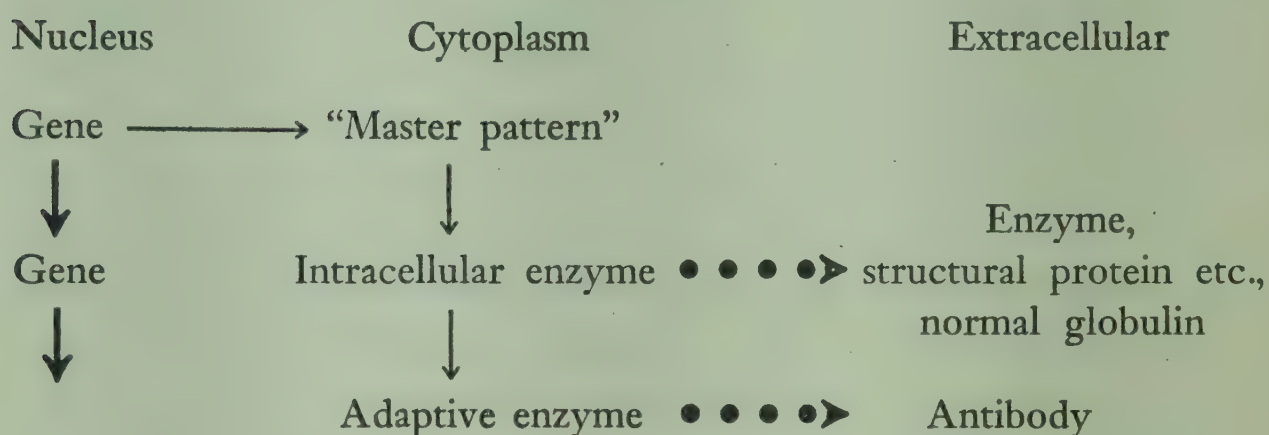 Nucleus Cytoplasm Extracellular
Gene “Master pattern”
Enzyme,
Gene Intracellular enzyme structural protein etc.,
normal globulin
Adaptive enzyme Antibody